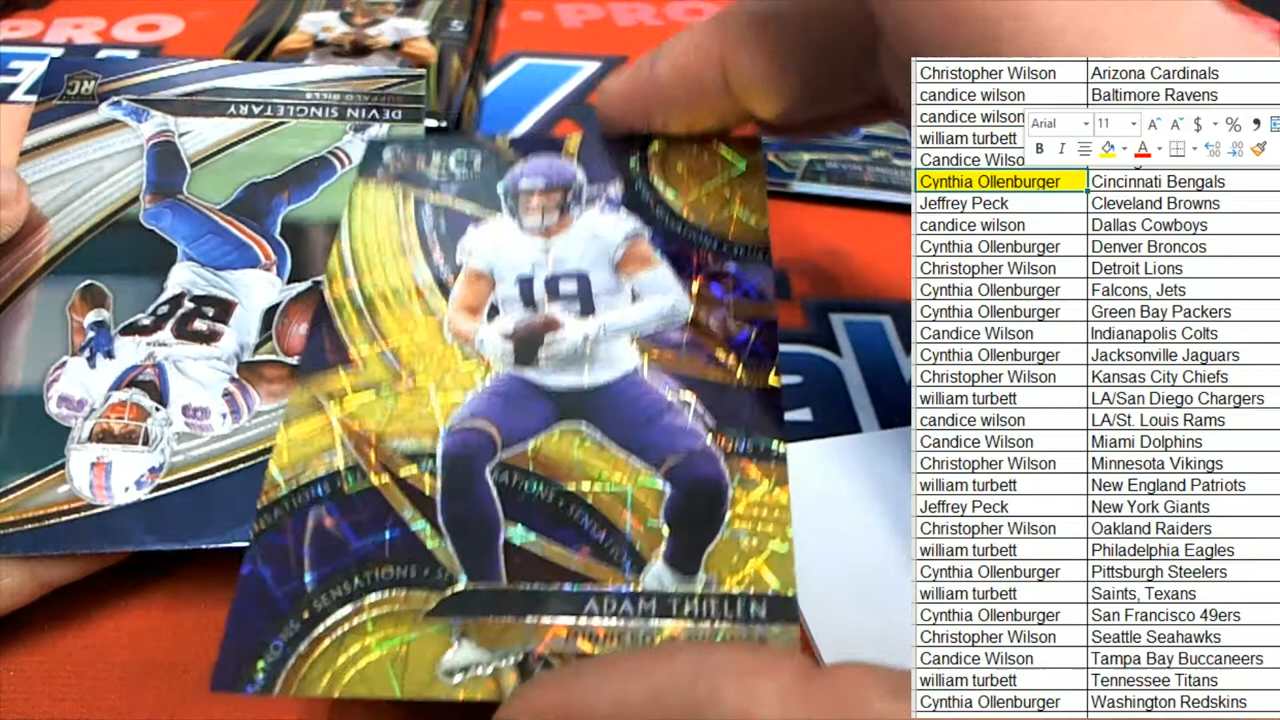 PRO
PRO
RC
BUFFALO BILLS
DEVIN SINGLETARY
26
19
SENSATIONS
SENSATIONS
ADAM THIELEN
Christopher Wilson Arizona Cardinals
candice wilson Baltimore Ravens
candice wilson
Arial 11 A A $ % 9
william turbett
B I A
Candice Wilso
Cynthia Ollenburger Cincinnati Bengals
Jeffrey Peck Cleveland Browns
candice wilson Dallas Cowboys
Cynthia Ollenburger Denver Broncos
Christopher Wilson Detroit Lions
Cynthia Ollenburger Falcons, Jets
Cynthia Ollenburger Green Bay Packers
Candice Wilson Indianapolis Colts
Cynthia Ollenburger Jacksonville Jaguars
Christopher Wilson Kansas City Chiefs
william turbett LA/San Diego Chargers
candice wilson LA/St. Louis Rams
Candice Wilson Miami Dolphins
Christopher Wilson Minnesota Vikings
william turbett New England Patriots
Jeffrey Peck New York Giants
Christopher Wilson Oakland Raiders
william turbett Philadelphia Eagles
Cynthia Ollenburger Pittsburgh Steelers
william turbett Saints, Texans
Cynthia Ollenburger San Francisco 49ers
Christopher Wilson Seattle Seahawks
Candice Wilson Tampa Bay Buccaneers
william turbett Tennessee Titans
Cynthia Ollenburger Washington Redskins